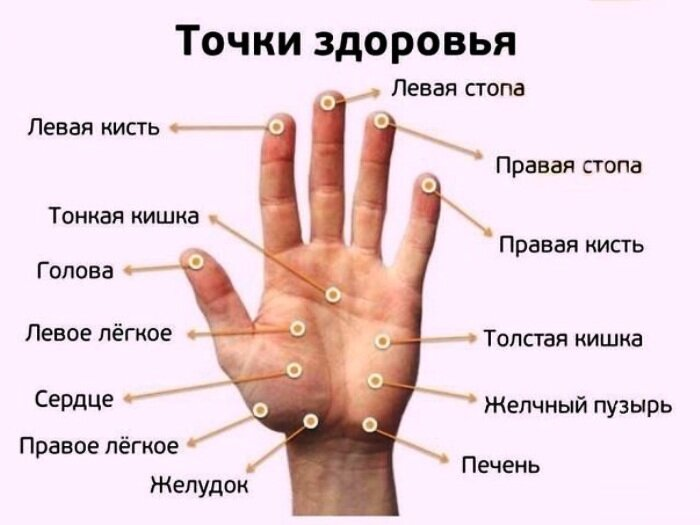 Точки здоровья
Левая стопа
Левая кисть
Правая стопа
Тонкая кишка
Правая кисть
Голова
Левое лёгкое
Толстая кишка
Сердце
Желчный пузырь
Правое лёгкое
Печень
Желудок